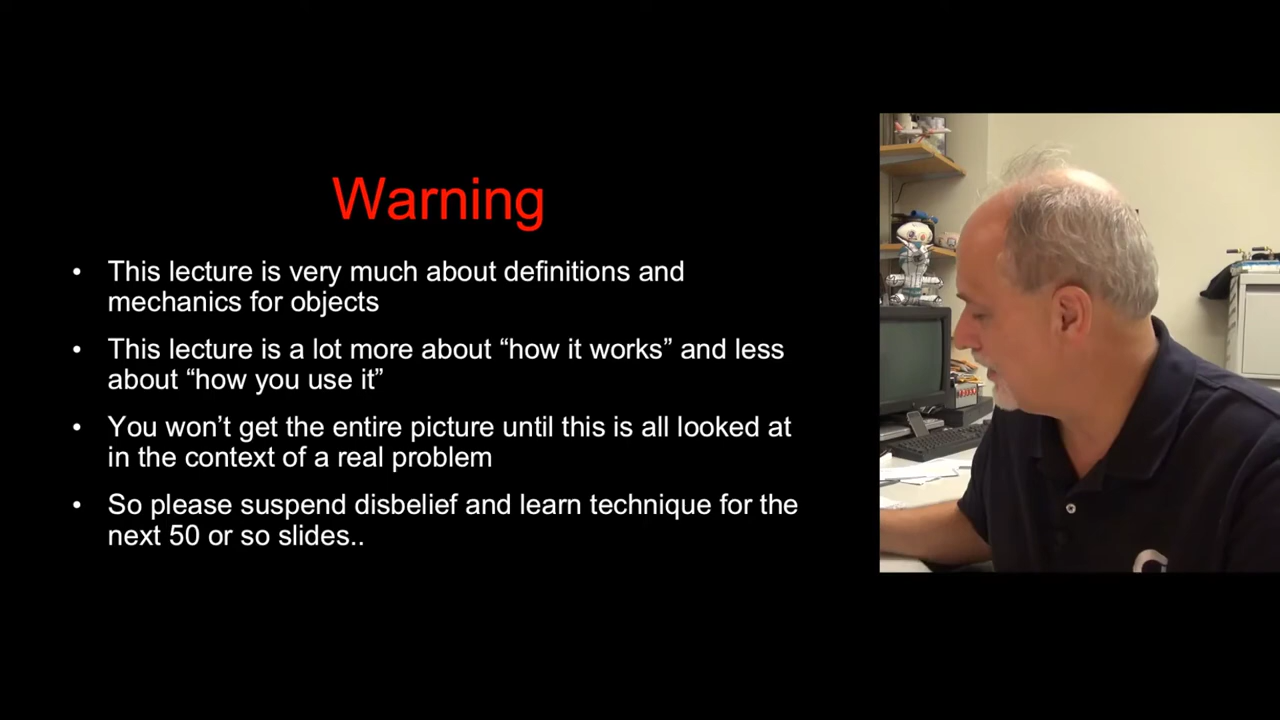 Warning
• This lecture is very much about definitions and
mechanics for objects
• This lecture is a lot more about “how it works” and less
about “how you use it”
• You won’t get the entire picture until this is all looked at
in the context of a real problem
• So please suspend disbelief and learn technique for the
next 50 or so slides..